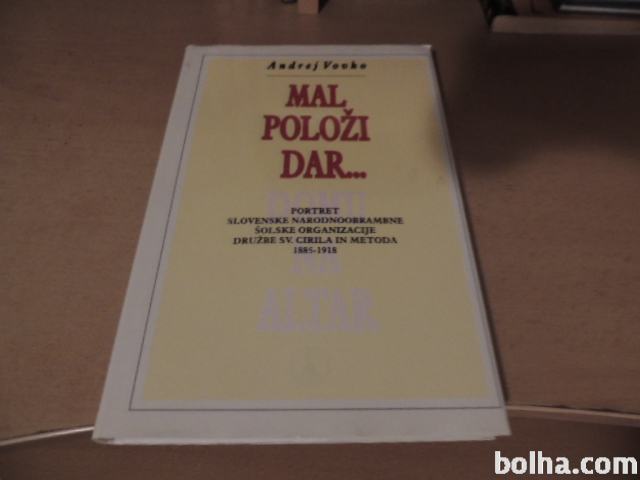 Andrej Vovko
MAL
POLOŽI
DAR...
DOMU
PORTRET
SLOVENSKE NARODNOOBRAMBNE
ŠOLSKE ORGANIZACIJE
DRUŽBE SV. CIRILA IN METODA
1885-1918
NA
ALTAR
bolha.com